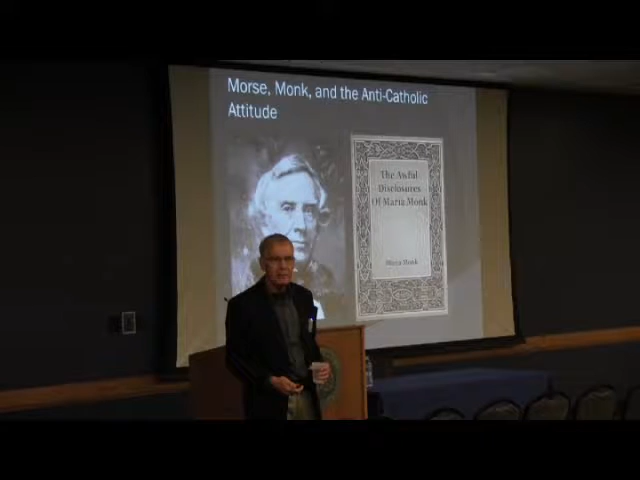 Morse, Monk, and the Anti-Catholic
Attitude
The Awful
Disclosures
Of Maria Monk
Maria Monk